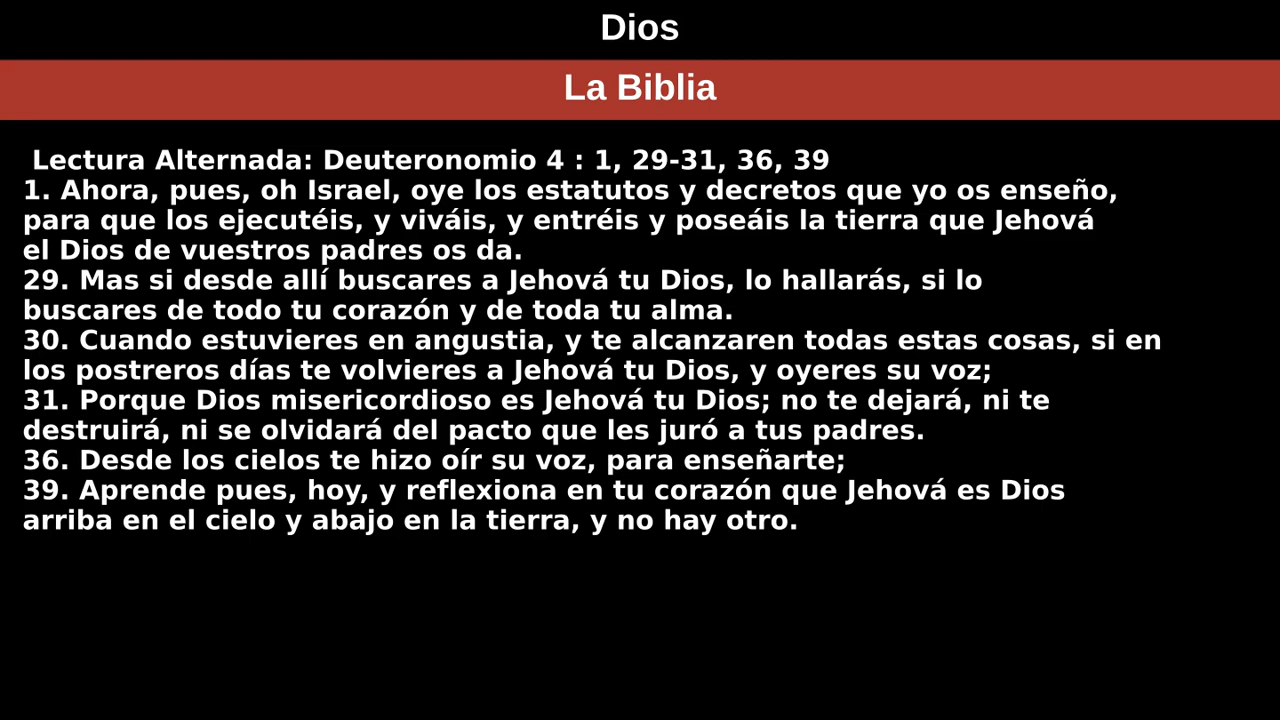 Dios
La Biblia
Lectura Alternada: Deuteronomio 4 : 1, 29-31, 36, 39
1. Ahora, pues, oh Israel, oye los estatutos y decretos que yo os enseño,
para que los ejecutéis, y viváis, y entréis y poseáis la tierra que Jehová
el Dios de vuestros padres os da.
29. Mas si desde allí buscares a Jehová tu Dios, lo hallarás, si lo
buscares de todo tu corazón y de toda tu alma.
30. Cuando estuvieres en angustia, y te alcanzaren todas estas cosas, si en
los postreros días te volvieres a Jehová tu Dios, y oyeres su voz;
31. Porque Dios misericordioso es Jehová tu Dios; no te dejará, ni te
destruirá, ni se olvidará del pacto que les juró a tus padres.
36. Desde los cielos te hizo oír su voz, para enseñarte;
39. Aprende pues, hoy, y reflexiona en tu corazón que Jehová es Dios
arriba en el cielo y abajo en la tierra, y no hay otro.